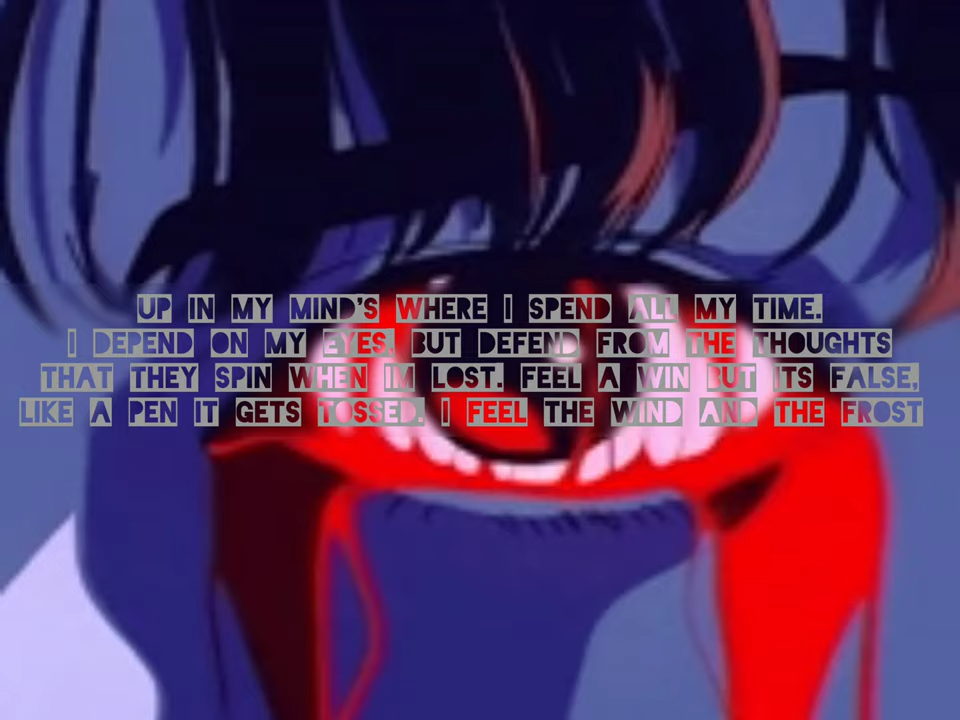 UP IN MY MIND'S WHERE I SPEND ALL MY TIME.
I DEPEND ON MY EYES, BUT DEFEND FROM THE THOUGHTS
THAT THEY SPIN WHEN IM LOST. FEEL A WIN BUT ITS FALSE,
LIKE A PEN IT GETS TOSSED. I FEEL THE WIND AND THE FROST